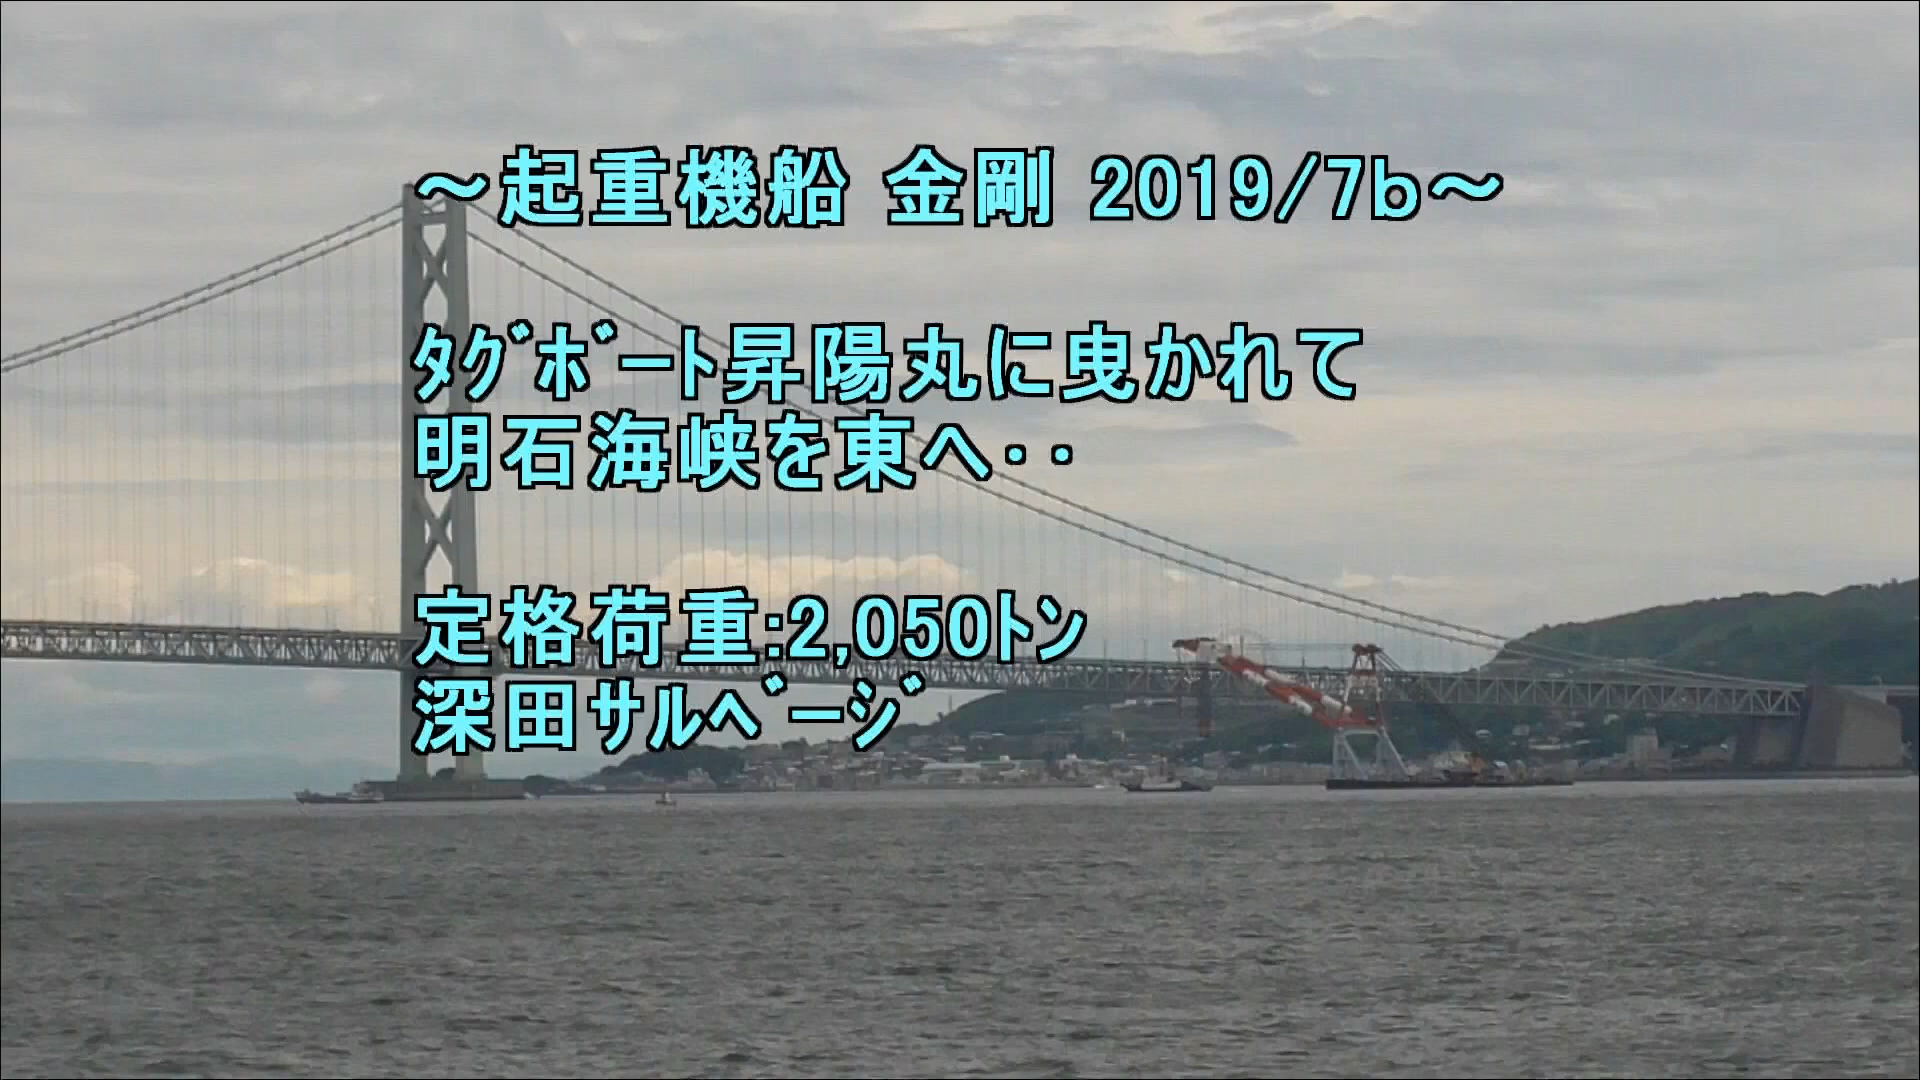 ～起重機船 金剛 2019/7b～
ﾀｸﾞﾎﾞｰﾄ昇陽丸に曳かれて
明石海峡を東へ･･
定格荷重:2,050ﾄﾝ
深田ｻﾙﾍﾞｰｼﾞ